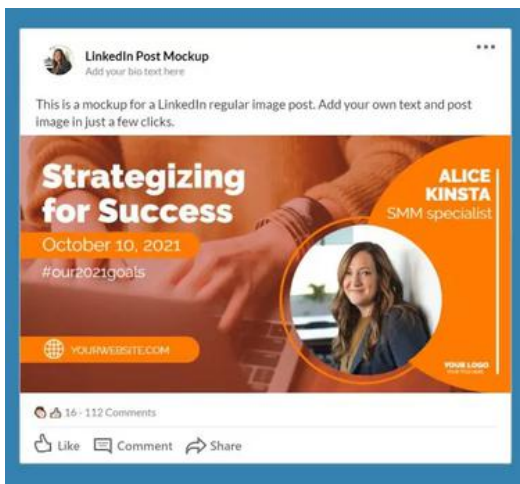 LinkedIn Post Mockup
Add your bio text here
This is a mockup for a LinkedIn regular image post. Add your own text and post
image in just a few clicks.
Strategizing
for Success
October 10, 2021
#our2021goals
YOURWEBSITE.COM
ALICE
KINSTA
SMM specialist
YOUR LOGO
16 - 112 Comments
Like Comment Share